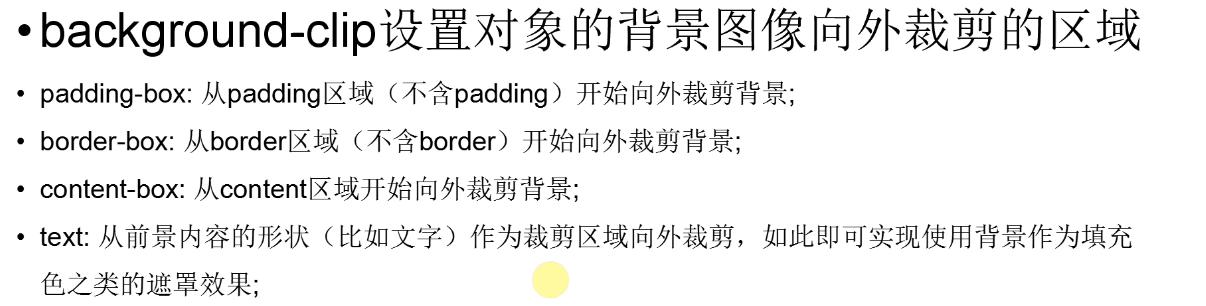 •background-clip设置对象的背景图像向外裁剪的区域
• padding-box: 从padding区域（不含padding）开始向外裁剪背景;
• border-box: 从border区域（不含border）开始向外裁剪背景;
• content-box: 从content区域开始向外裁剪背景;
• text: 从前景内容的形状（比如文字）作为裁剪区域向外裁剪，如此即可实现使用背景作为填充
色之类的遮罩效果;